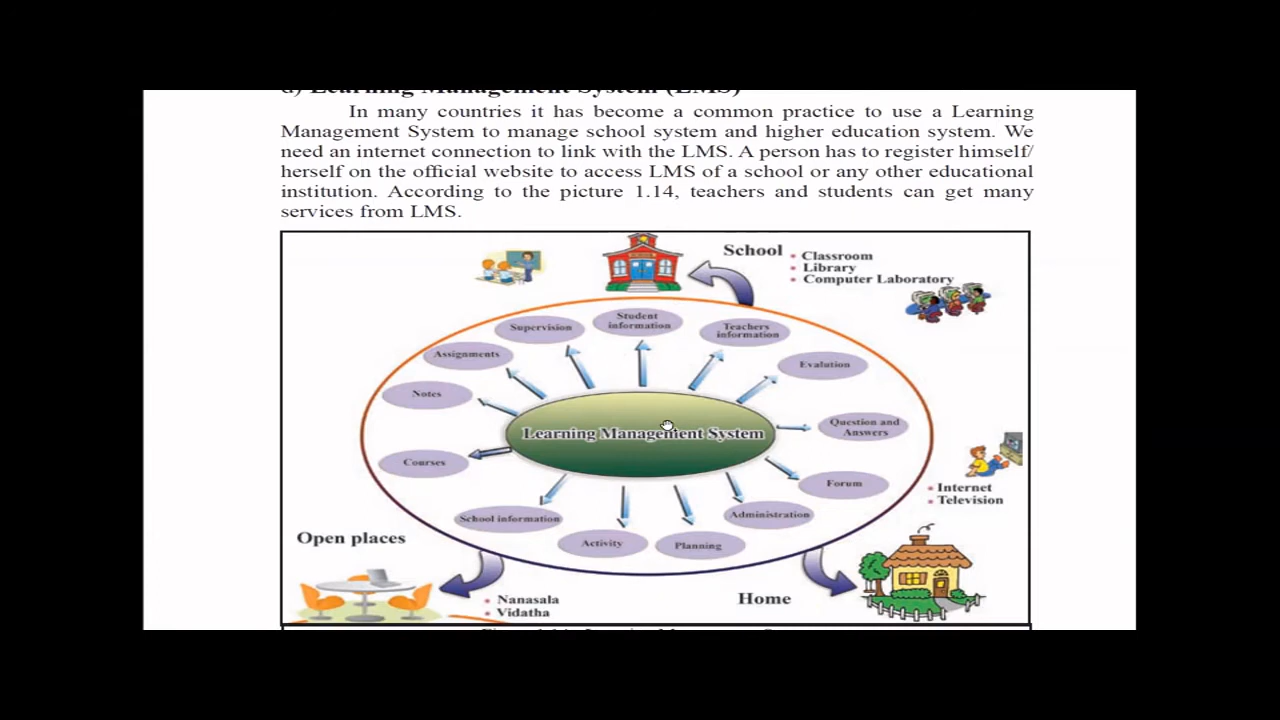 d) Learning Management System (LMS)
In many countries it has become a common practice to use a Learning
Management System to manage school system and higher education system. We
need an internet connection to link with the LMS. A person has to register himself/
herself on the official website to access LMS of a school or any other educational
institution. According to the picture 1.14, teachers and students can get many
services from LMS.
School
• Classroom
• Library
• Computer Laboratory
Student
information
Supervision
Teachers
information
Assignments
Evalution
Notes
Question and
Answers
Learning Management System
Courses
Forum
• Internet
• Television
School information
Administration
Activity
Planning
Open places
• Nanasala
• Vidatha
Home